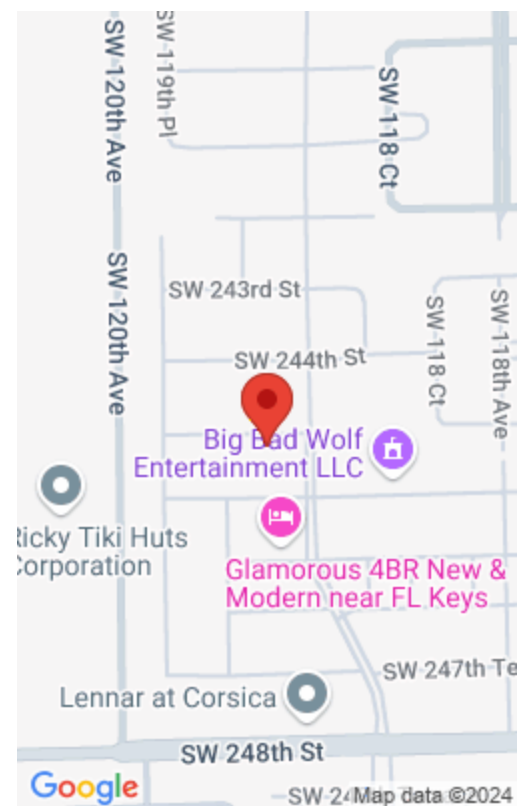 SW 120th Ave
SW 119th Pl
SW 118 Ct
SW 120th Ave
SW 243rd St
SW 118 Ct
SW 118th Ave
SW 244th St
Big Bad Wolf
Entertainment LLC
Ricky Tiki Huts
Corporation
Glamorous 4BR New &
Modern near FL Keys
SW 247th Te
Lennar at Corsica
SW 248th St
Google
SW 24
Map data ©2024